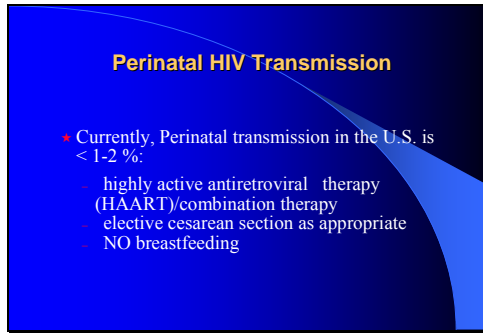 Perinatal HIV Transmission
★ Currently, Perinatal transmission in the U.S. is
< 1-2 %:
– highly active antiretroviral therapy
(HAART)/combination therapy
– elective cesarean section as appropriate
– NO breastfeeding